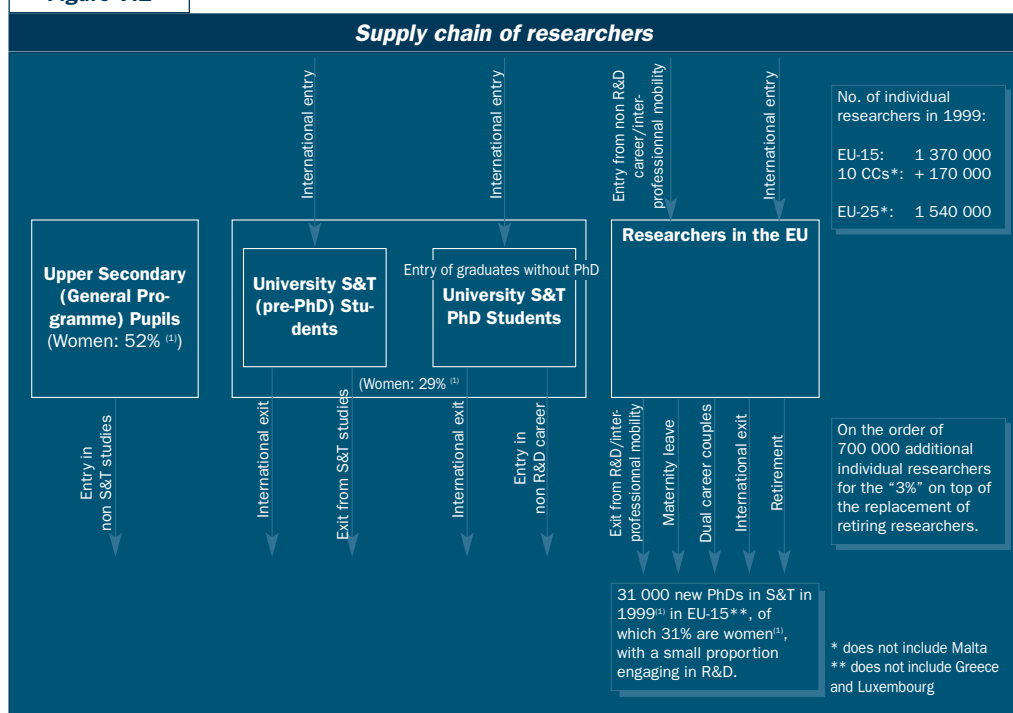 Supply chain of researchers
International entry
International entry
Entry from non R&D
career/inter-
professionnal mobility
International entry
No. of individual
researchers in 1999:
EU-15: 1 370 000
10 CCs*: + 170 000
EU-25*: 1 540 000
Upper Secondary
(General Pro-
gramme) Pupils
(Women: 52% (1))
University S&T
(pre-PhD) Stu-
dents
Entry of graduates without PhD
University S&T
PhD Students
(Women: 29% (1)
Researchers in the EU
Entry in
non S&T studies
International exit
Exit from S&T studies
International exit
Entry in
non R&D career
Exit from R&D/inter-
professionnal mobility
Maternity leave
Dual career couples
International exit
Retirement
On the order of
700 000 additional
individual researchers
for the “3%” on top of
the replacement of
retiring researchers.
31 000 new PhDs in S&T in
1999(1) in EU-15**, of
which 31% are women(1),
with a small proportion
engaging in R&D.
* does not include Malta
** does not include Greece
and Luxembourg